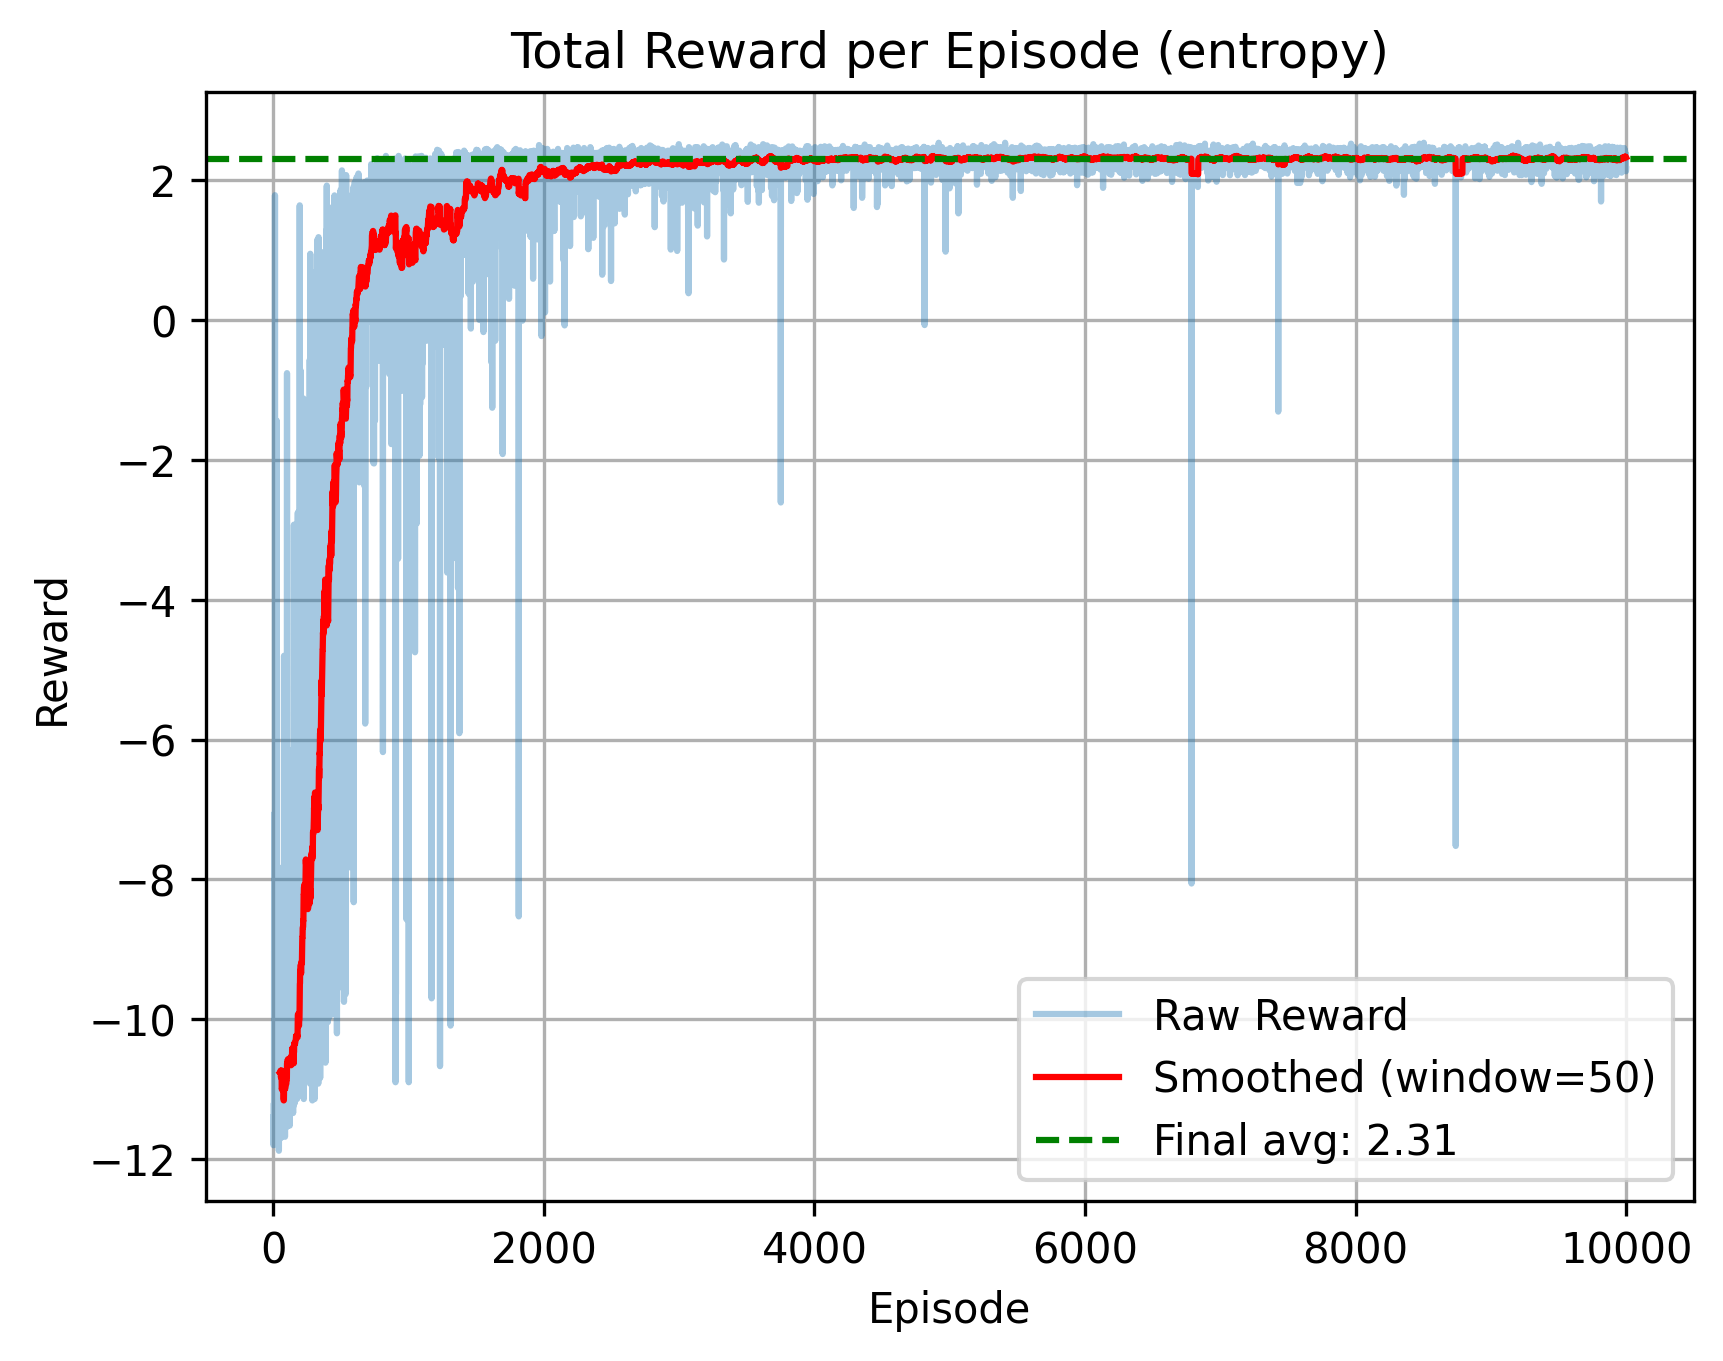 Total Reward per Episode (entropy)
2
0
−2
−4
−6
−8
−10
−12
Reward
0 2000 4000 6000 8000 10000
Episode
Raw Reward
Smoothed (window=50)
Final avg: 2.31